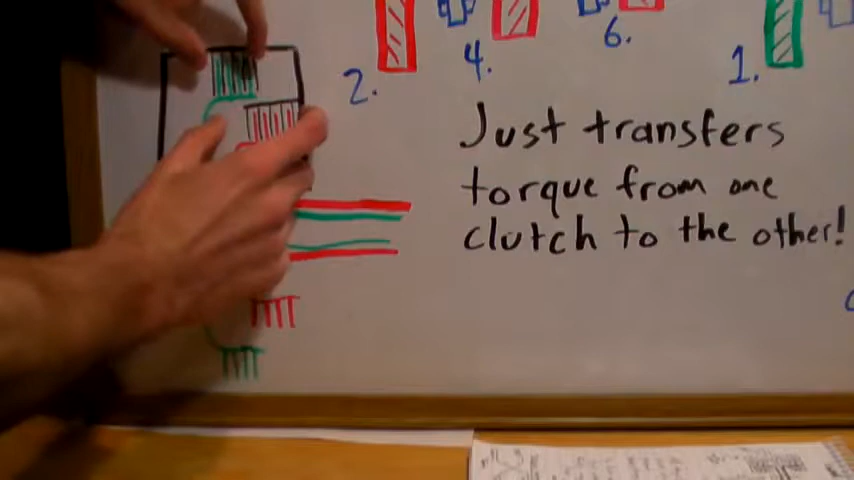 2.
4.
6.
1.
Just transfers
torque from one
clutch to the other!